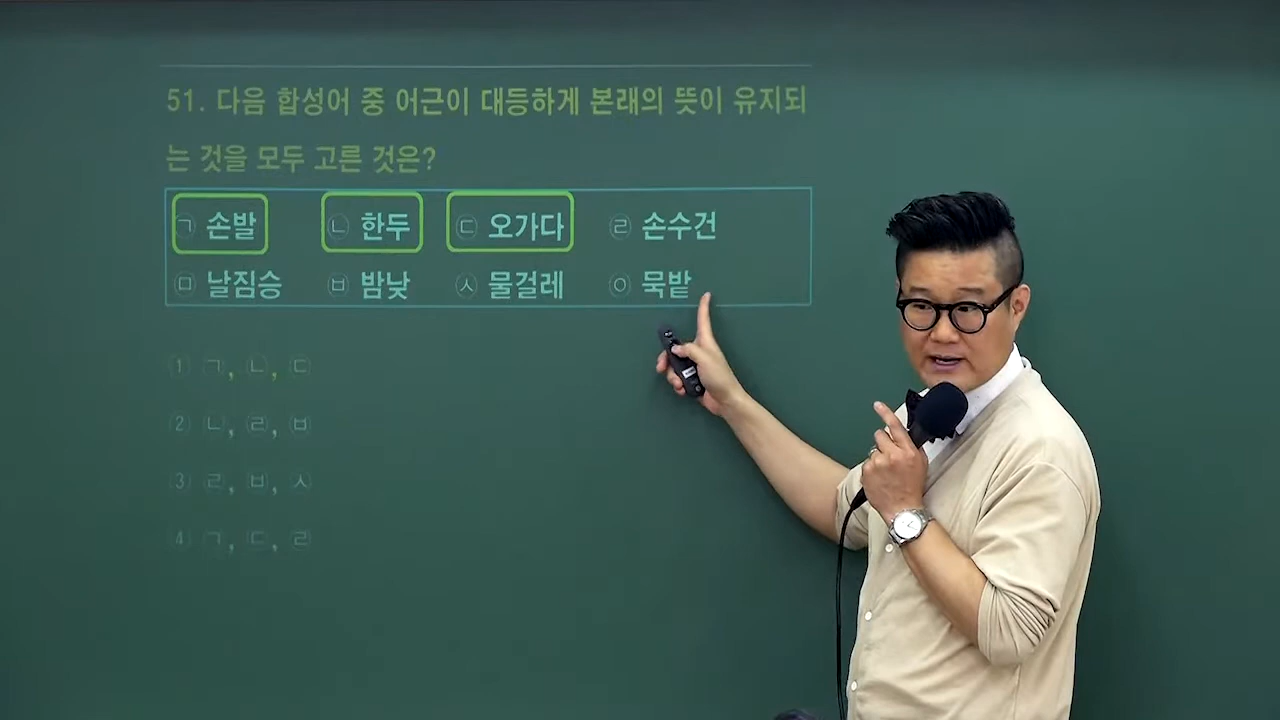 51. 다음 합성어 중 어근이 대등하게 본래의 뜻이 유지되
는 것을 모두 고른 것은?
㉠ 손발 ㉡ 한두 ㉢ 오가다 ㉣ 손수건
㉤ 날짐승 ㉥ 밤낮 ㉦ 물걸레 ㉧ 묵밭
① ㉠, ㉡, ㉢
② ㉡, ㉣, ㉥
③ ㉣, ㉥, ㉦
④ ㉠, ㉢, ㉣